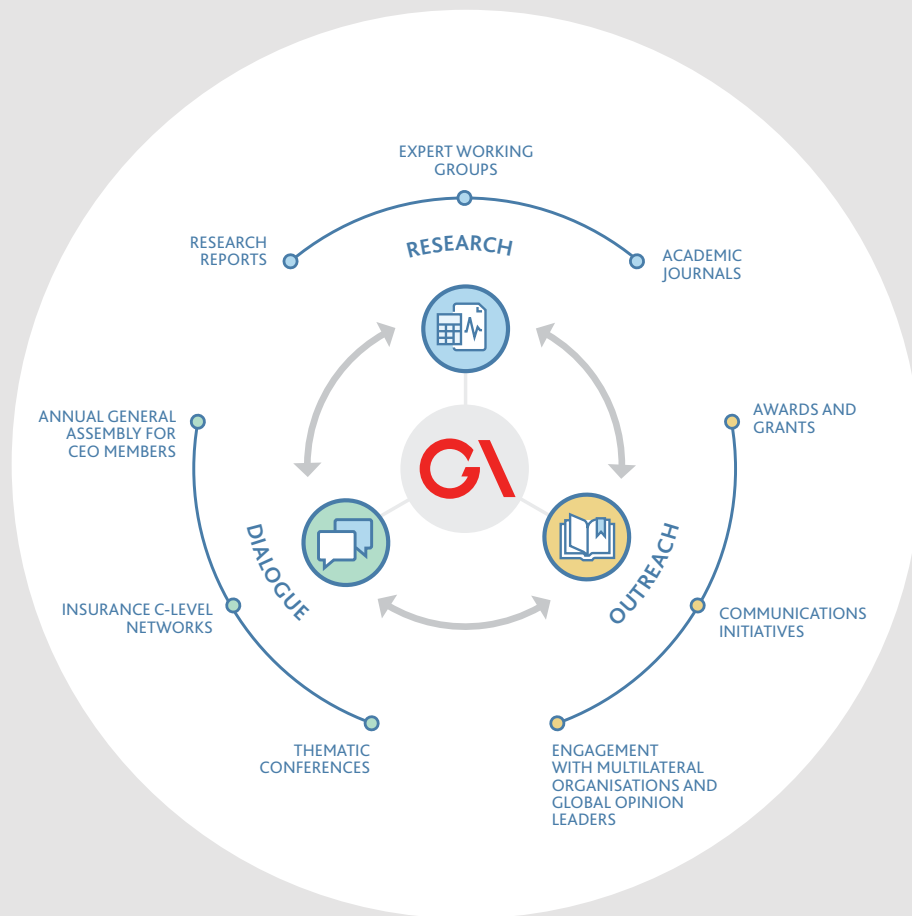 EXPERT WORKING
GROUPS
RESEARCH
REPORTS
RESEARCH
ACADEMIC
JOURNALS
ANNUAL GENERAL
ASSEMBLY FOR
CEO MEMBERS
GA
AWARDS AND
GRANTS
DIALOGUE
OUTREACH
INSURANCE C-LEVEL
NETWORKS
COMMUNICATIONS
INITIATIVES
THEMATIC
CONFERENCES
ENGAGEMENT
WITH MULTILATERAL
ORGANISATIONS AND
GLOBAL OPINION
LEADERS